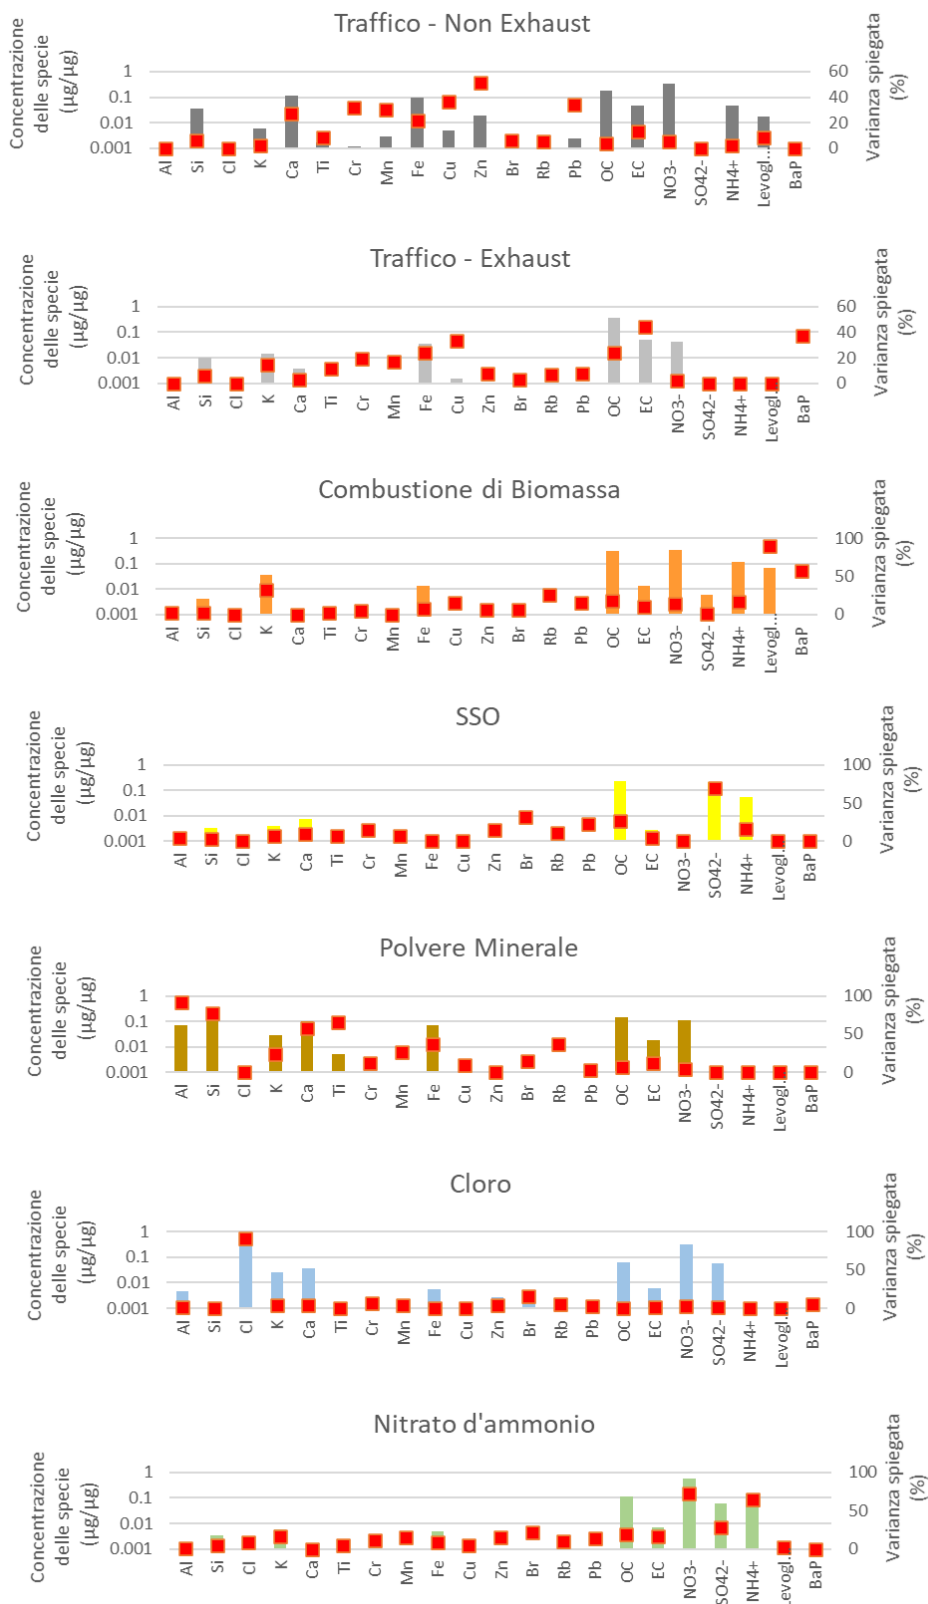 Traffico - Non Exhaust
Concentrazione
delle specie
(µg/µg)
1
0.1
0.01
0.001
60
40
20
0
Varianza spiegata
(%)
Al
Si
Cl
K
Ca
Ti
Cr
Mn
Fe
Cu
Zn
Br
Rb
Pb
OC
EC
NO3-
SO42-
NH4+
Levogl...
BaP
Traffico - Exhaust
Concentrazione
delle specie
(µg/µg)
1
0.1
0.01
0.001
60
40
20
0
Varianza spiegata
(%)
Al
Si
Cl
K
Ca
Ti
Cr
Mn
Fe
Cu
Zn
Br
Rb
Pb
OC
EC
NO3-
SO42-
NH4+
Levogl...
BaP
Combustione di Biomassa
Concentrazione
delle specie
(µg/µg)
1
0.1
0.01
0.001
100
50
0
Varianza spiegata
(%)
Al
Si
Cl
K
Ca
Ti
Cr
Mn
Fe
Cu
Zn
Br
Rb
Pb
OC
EC
NO3-
SO42-
NH4+
Levogl...
BaP
SSO
Concentrazione
delle specie
(µg/µg)
1
0.1
0.01
0.001
100
50
0
Varianza spiegata
(%)
Al
Si
Cl
K
Ca
Ti
Cr
Mn
Fe
Cu
Zn
Br
Rb
Pb
OC
EC
NO3-
SO42-
NH4+
Levogl...
BaP
Polvere Minerale
Concentrazione
delle specie
(µg/µg)
1
0.1
0.01
0.001
100
50
0
Varianza spiegata
(%)
Al
Si
Cl
K
Ca
Ti
Cr
Mn
Fe
Cu
Zn
Br
Rb
Pb
OC
EC
NO3-
SO42-
NH4+
Levogl...
BaP
Cloro
Concentrazione
delle specie
(µg/µg)
1
0.1
0.01
0.001
100
50
0
Varianza spiegata
(%)
Al
Si
Cl
K
Ca
Ti
Cr
Mn
Fe
Cu
Zn
Br
Rb
Pb
OC
EC
NO3-
SO42-
NH4+
Levogl...
BaP
Nitrato d'ammonio
Concentrazione
delle specie
(µg/µg)
1
0.1
0.01
0.001
100
50
0
Varianza spiegata
(%)
Al
Si
Cl
K
Ca
Ti
Cr
Mn
Fe
Cu
Zn
Br
Rb
Pb
OC
EC
NO3-
SO42-
NH4+
Levogl...
BaP